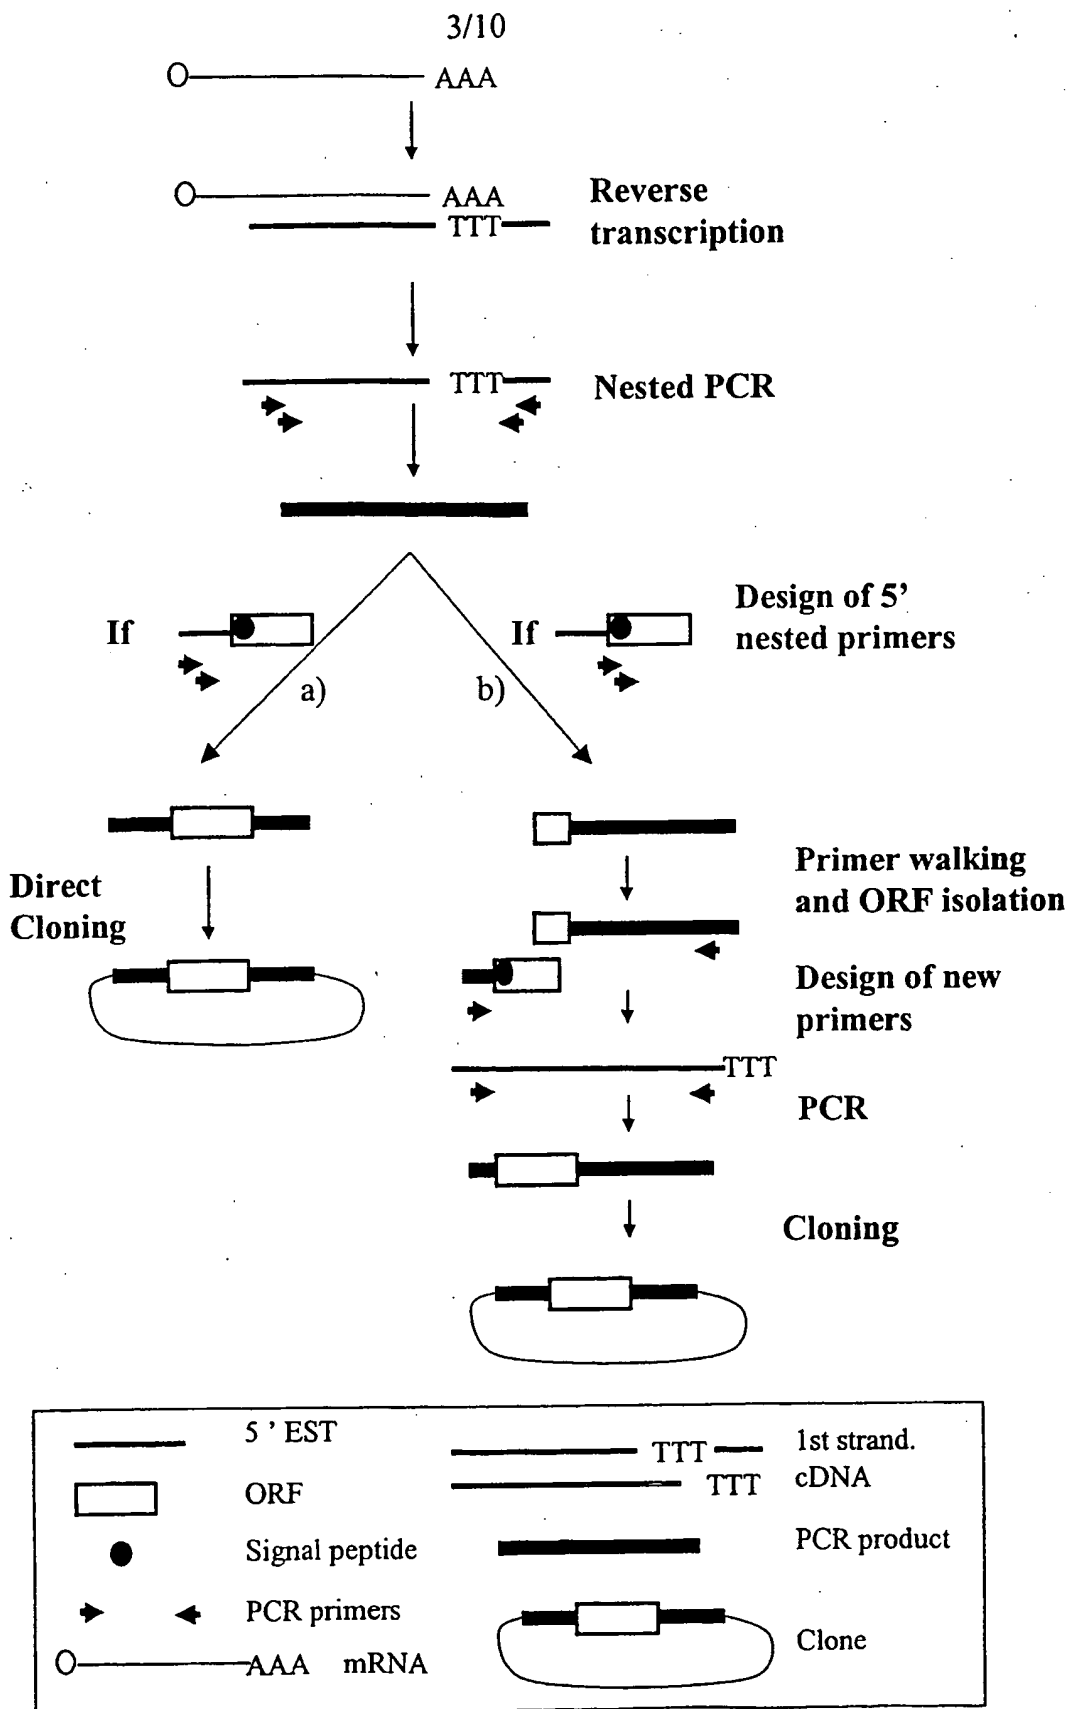 3/10
AAA
AAA
Reverse
transcription
TTT
TTT
Nested PCR
Design of 5’
nested primers
If
If
a)
b)
Direct
Cloning
Primer walking
and ORF isolation
Design of new
primers
TTT
PCR
Cloning
5 ’ EST
ORF
Signal peptide
PCR primers
AAA mRNA
TTT
1st strand.
cDNA
TTT
PCR product
Clone